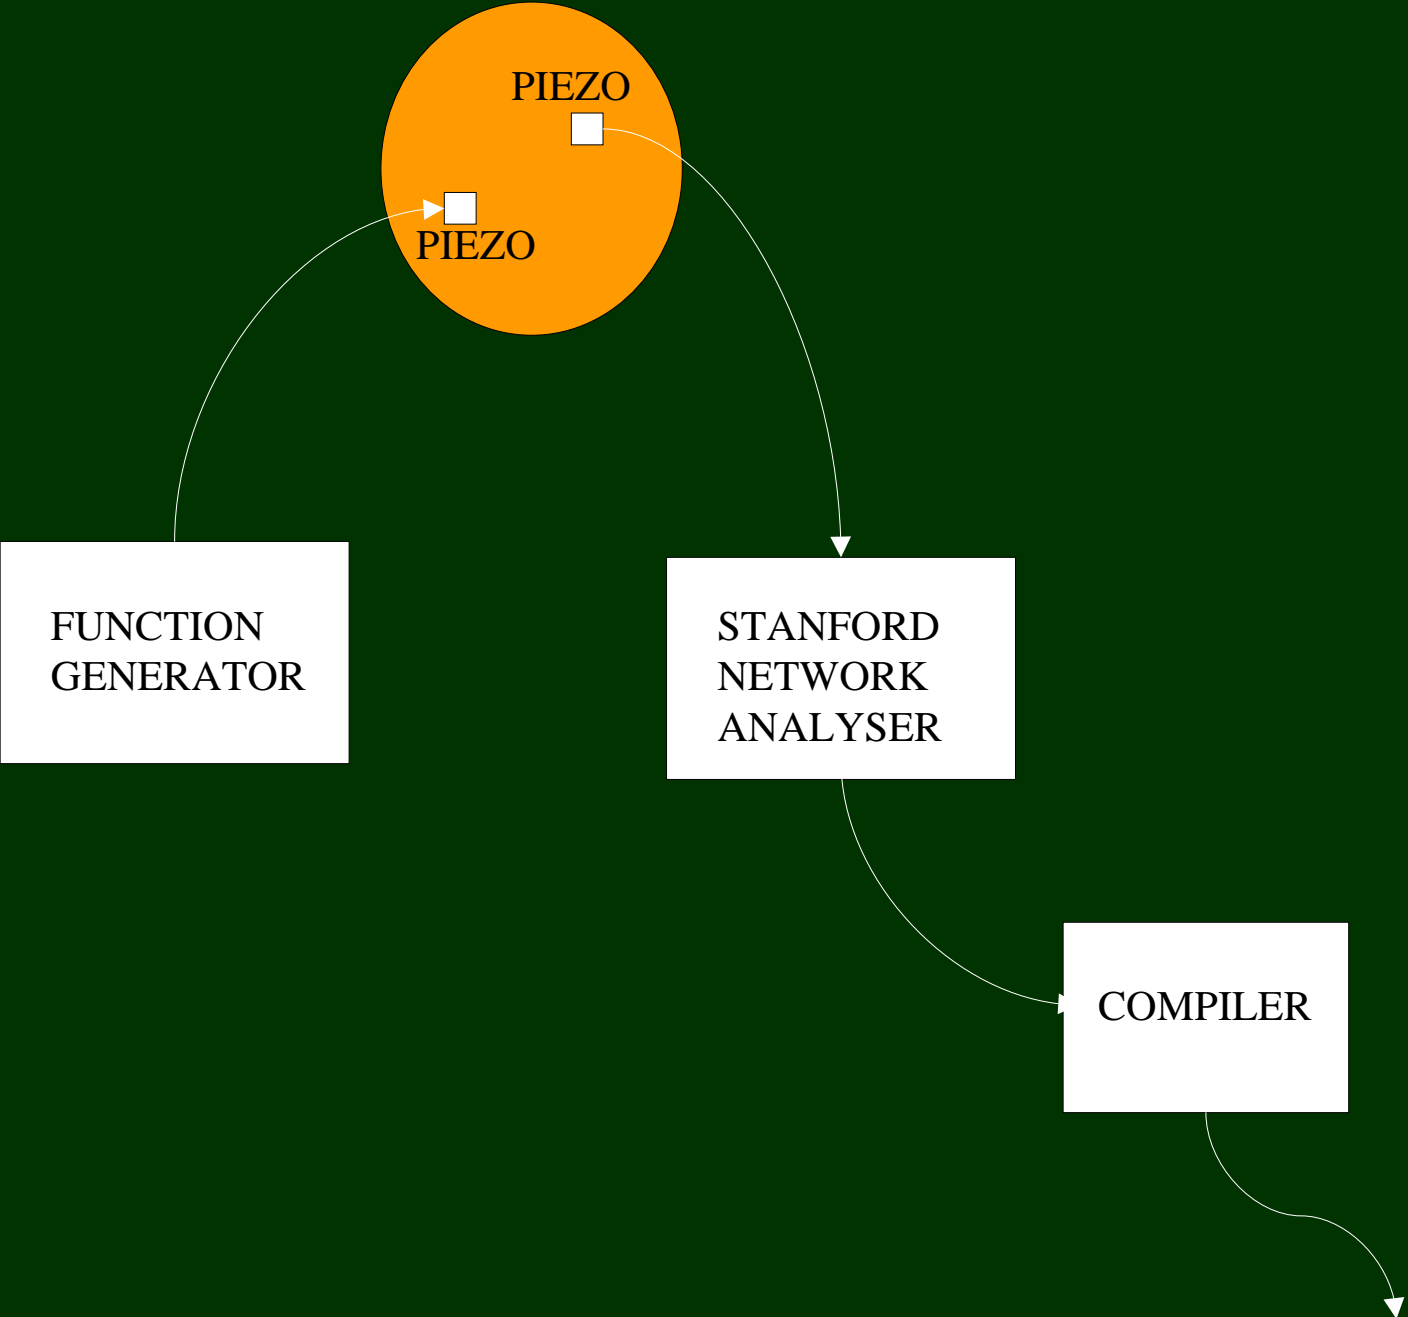 PIEZO
PIEZO
FUNCTION
GENERATOR
STANFORD
NETWORK
ANALYSER
COMPILER